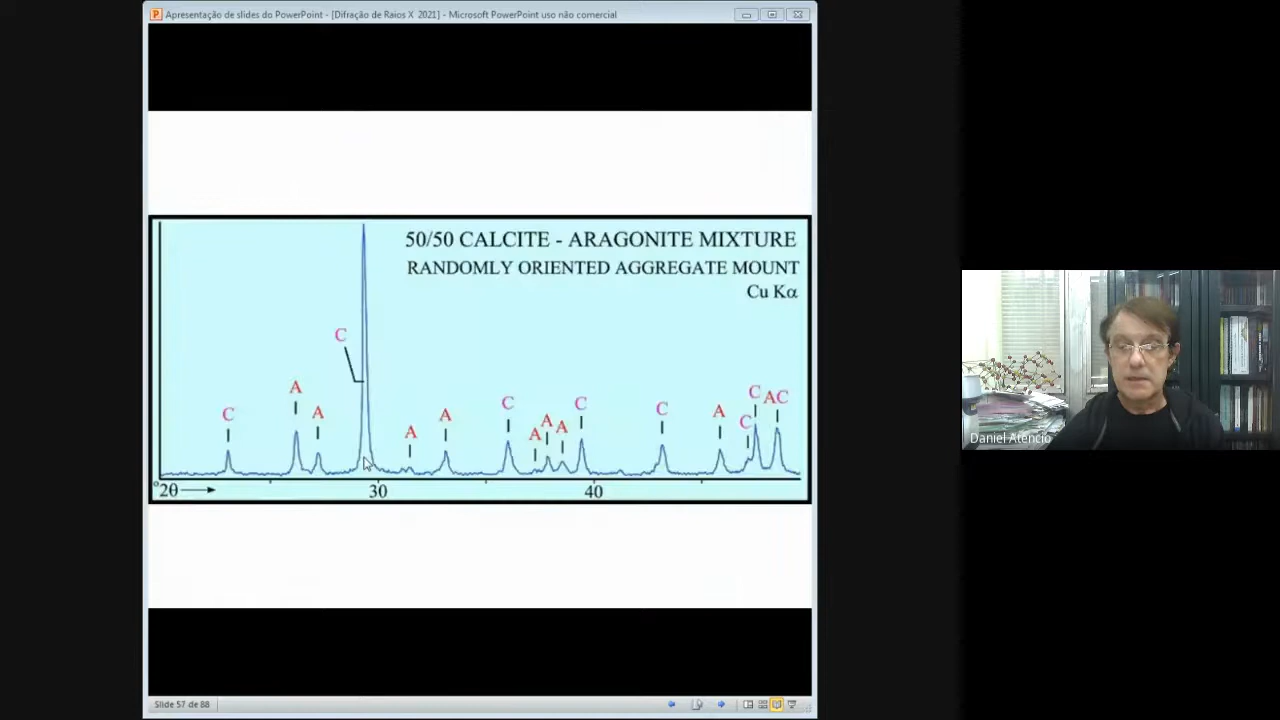 Apresentação de slides do PowerPoint - [Difração de Raios X 2021] - Microsoft PowerPoint uso não comercial
50/50 CALCITE - ARAGONITE MIXTURE
RANDOMLY ORIENTED AGGREGATE MOUNT
Cu Kα
C
A
A
C
A
A
C
A
A
A
C
C
A
C
C
AC
°2θ
30
40
Daniel Atencio
Slide 57 de 88